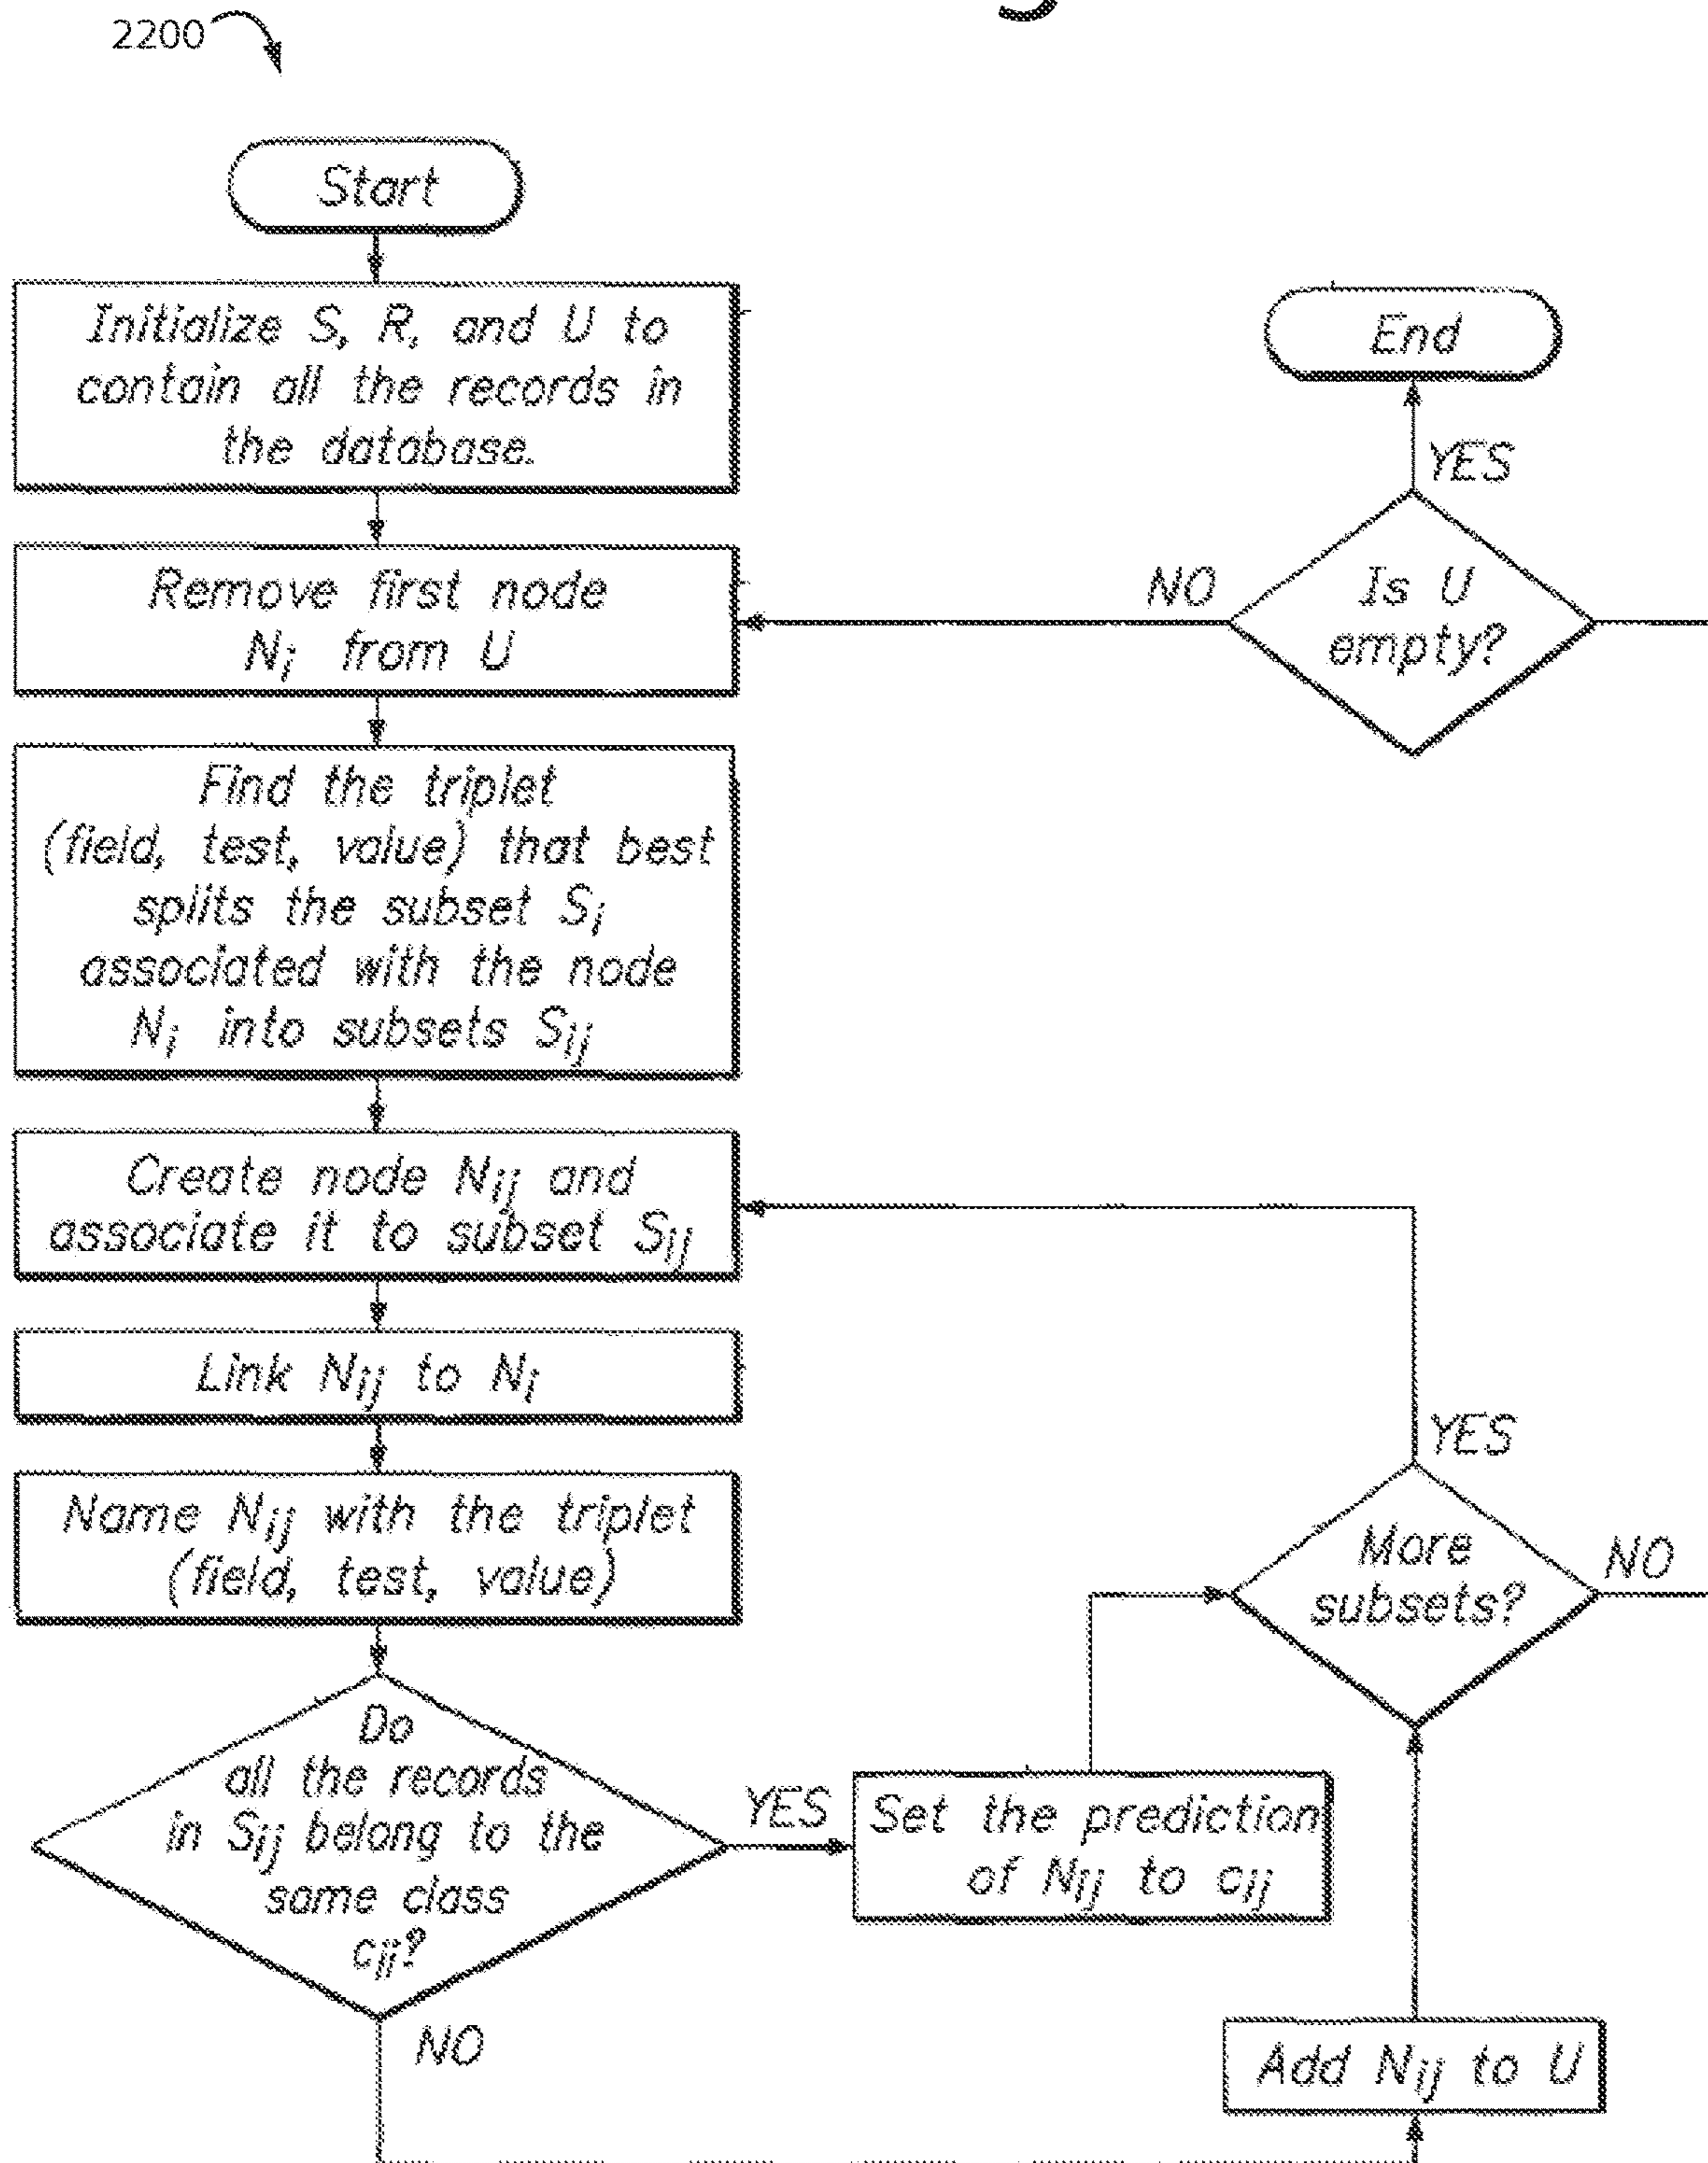 2200
Start
Initialize S, R, and U to
contain all the records in
the database.
Remove first node
Ni from U
Find the triplet
(field, test, value) that best
splits the subset Si
associated with the node
Ni into subsets Sij
Create node Nij and
associate it to subset Sij
Link Nij to Ni
Name Nij with the triplet
(field, test, value)
Do
all the records
in Sij belong to the
same class
cij?
YES
NO
Set the prediction
of Nij to cij
Add Nij to U
More
subsets?
YES
NO
Is U
empty?
NO
YES
End